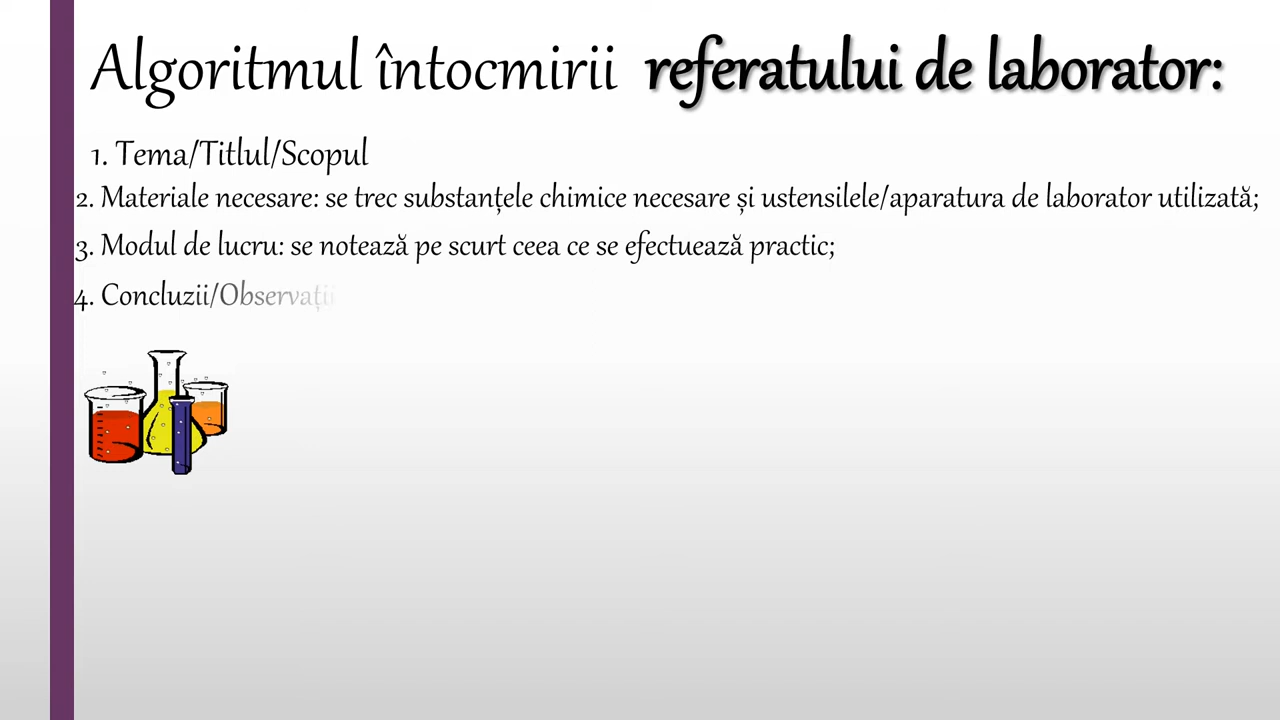 Algoritmul întocmirii referatului de laborator:
1. Tema/Titlul/Scopul
2. Materiale necesare: se trec substanțele chimice necesare și ustensilele/aparatura de laborator utilizată;
3. Modul de lucru: se notează pe scurt ceea ce se efectuează practic;
4. Concluzii/Observații